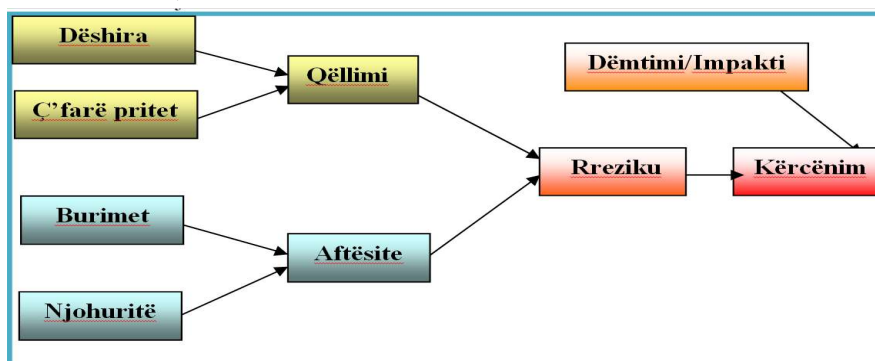 Dëshira
Ç'farë pritet
Qëllimi
Dëmtimi/Impakti
Rreziku
Kërcënim
Burimet
Njohuritë
Aftësite